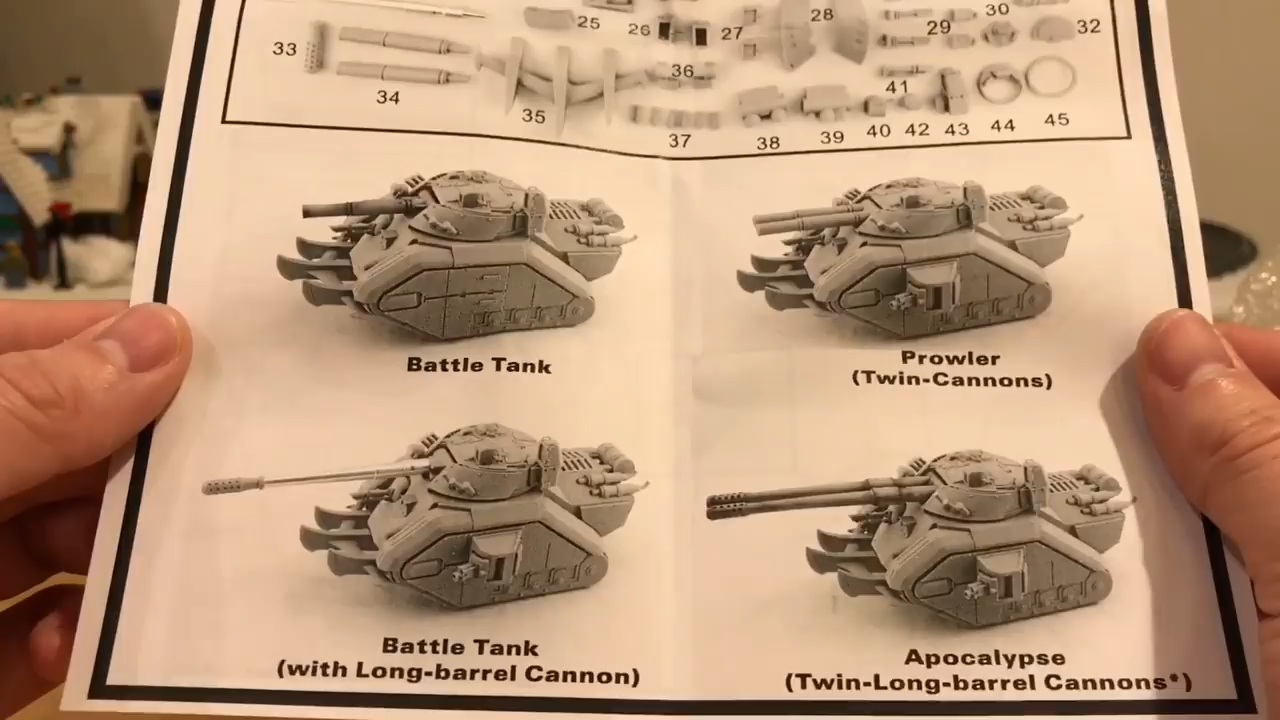 25 26 27 28 29 30 32
33 34 35 36 37 38 39 40 41 42 43 44 45
Battle Tank
Prowler
(Twin-Cannons)
Battle Tank
(with Long-barrel Cannon)
Apocalypse
(Twin-Long-barrel Cannons*)